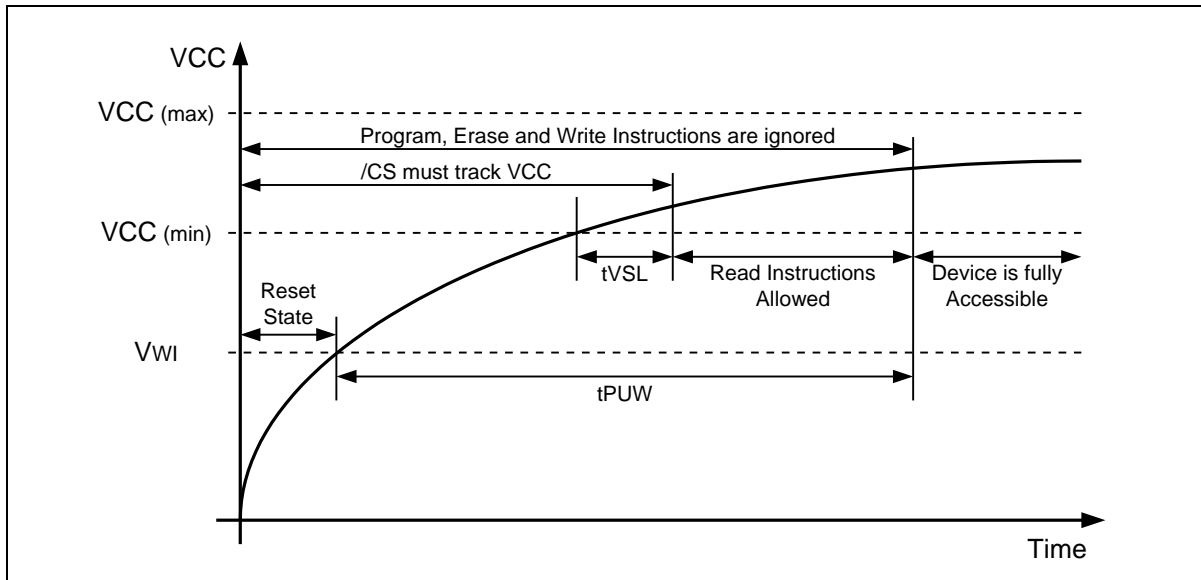 VCC
VCC (max)
Program, Erase and Write Instructions are ignored
/CS must track VCC
VCC (min)
tVSL
Read Instructions
Allowed
Device is fully
Accessible
Reset
State
VWI
tPUW
Time